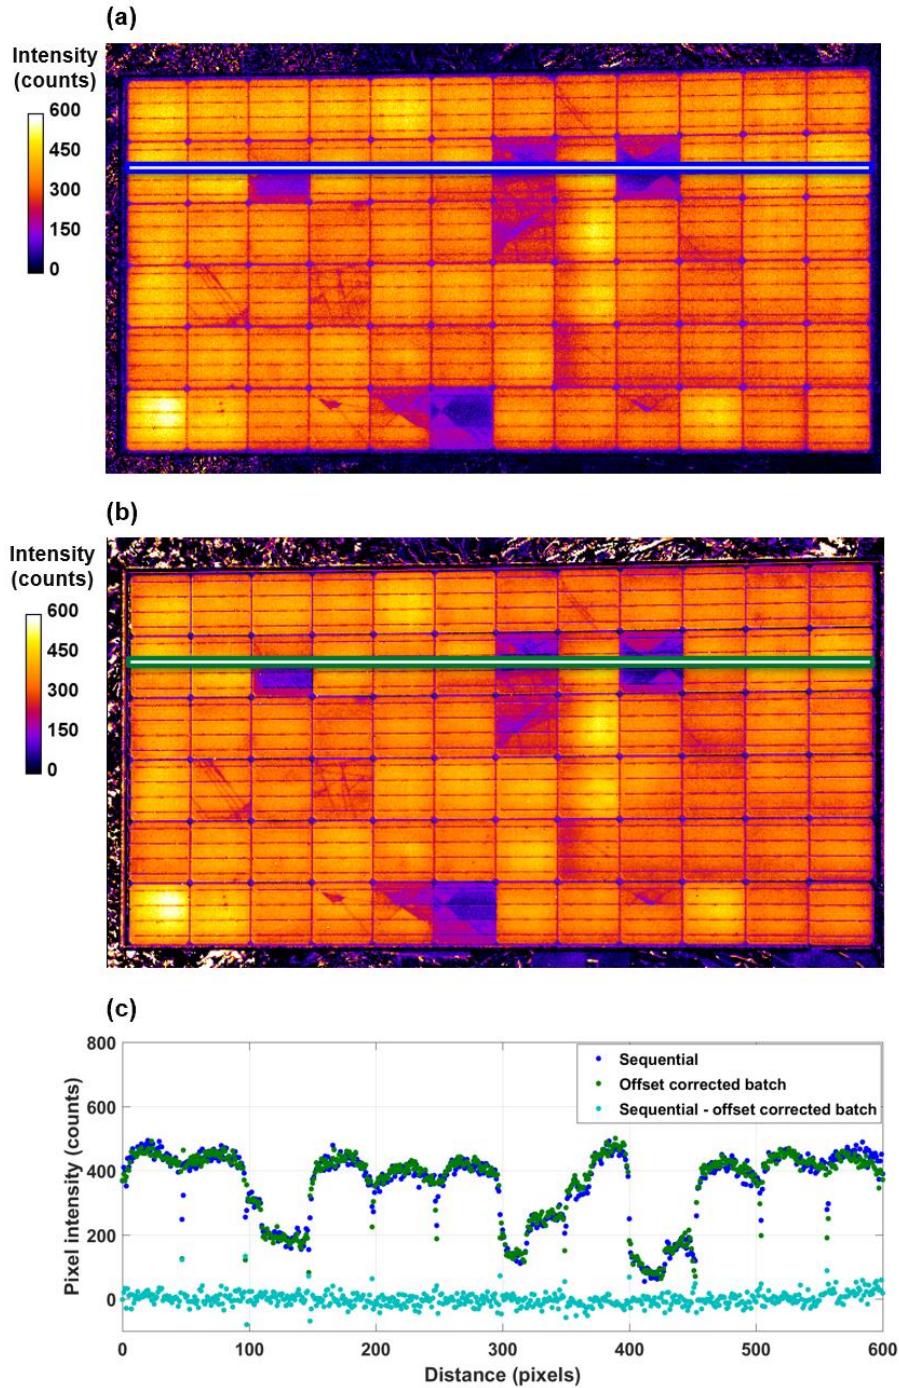 (a)
Intensity
(counts)
600
450
300
150
0
(b)
Intensity
(counts)
600
450
300
150
0
(c)
Pixel intensity (counts)
800
600
400
200
0
Sequential
Offset corrected batch
Sequential - offset corrected batch
0 100 200 300 400 500 600
Distance (pixels)